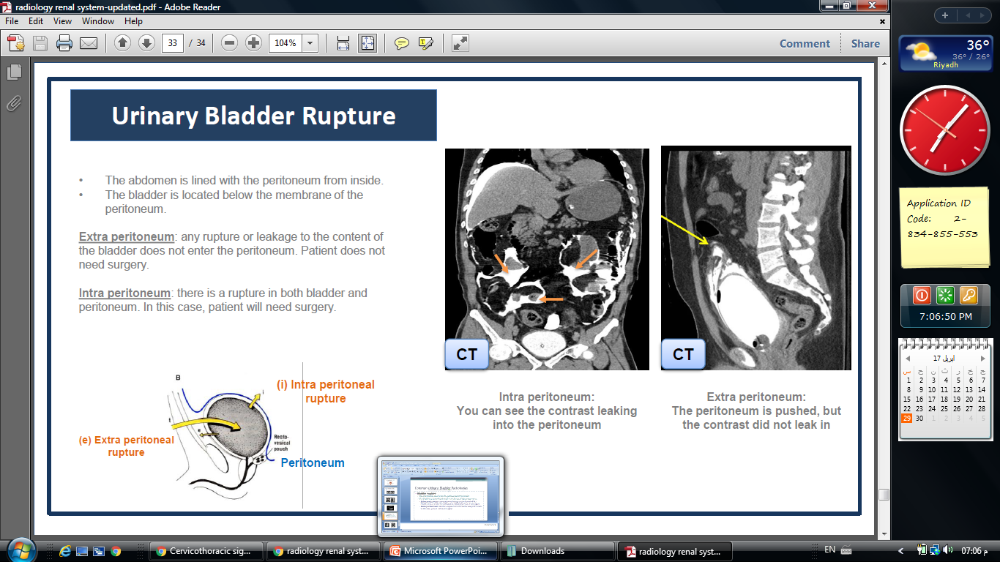 radiology renal system-updated.pdf - Adobe Reader
File Edit View Window Help
33 / 34 104% Comment Share
Urinary Bladder Rupture
• The abdomen is lined with the peritoneum from inside.
• The bladder is located below the membrane of the
peritoneum.
Extra peritoneum: any rupture or leakage to the content of
the bladder does not enter the peritoneum. Patient does not
need surgery.
Intra peritoneum: there is a rupture in both bladder and
peritoneum. In this case, patient will need surgery.
B
(i) Intra peritoneal
rupture
i
t
e
(e) Extra peritoneal
rupture
Recto-
vesical
pouch
Peritoneum
CT
Intra peritoneum:
You can see the contrast leaking
into the peritoneum
CT
Extra peritoneum:
The peritoneum is pushed, but
the contrast did not leak in
Common Urinary Bladder Pathologies
36°
36° / 26°
Riyadh
Application ID
Code: 2-
834-855-553
7:06:50 PM
ابريل 17
س ج خ ر ث ن ح
1 2 3 4 5 6 7
8 9 10 11 12 13 14
15 16 17 18 19 20 21
22 23 24 25 26 27 28
29 30 1 2 3 4 5
Cervicothoracic sig...
radiology renal syst...
Microsoft PowerPoi...
Downloads
radiology renal syst...
EN
07:06 م